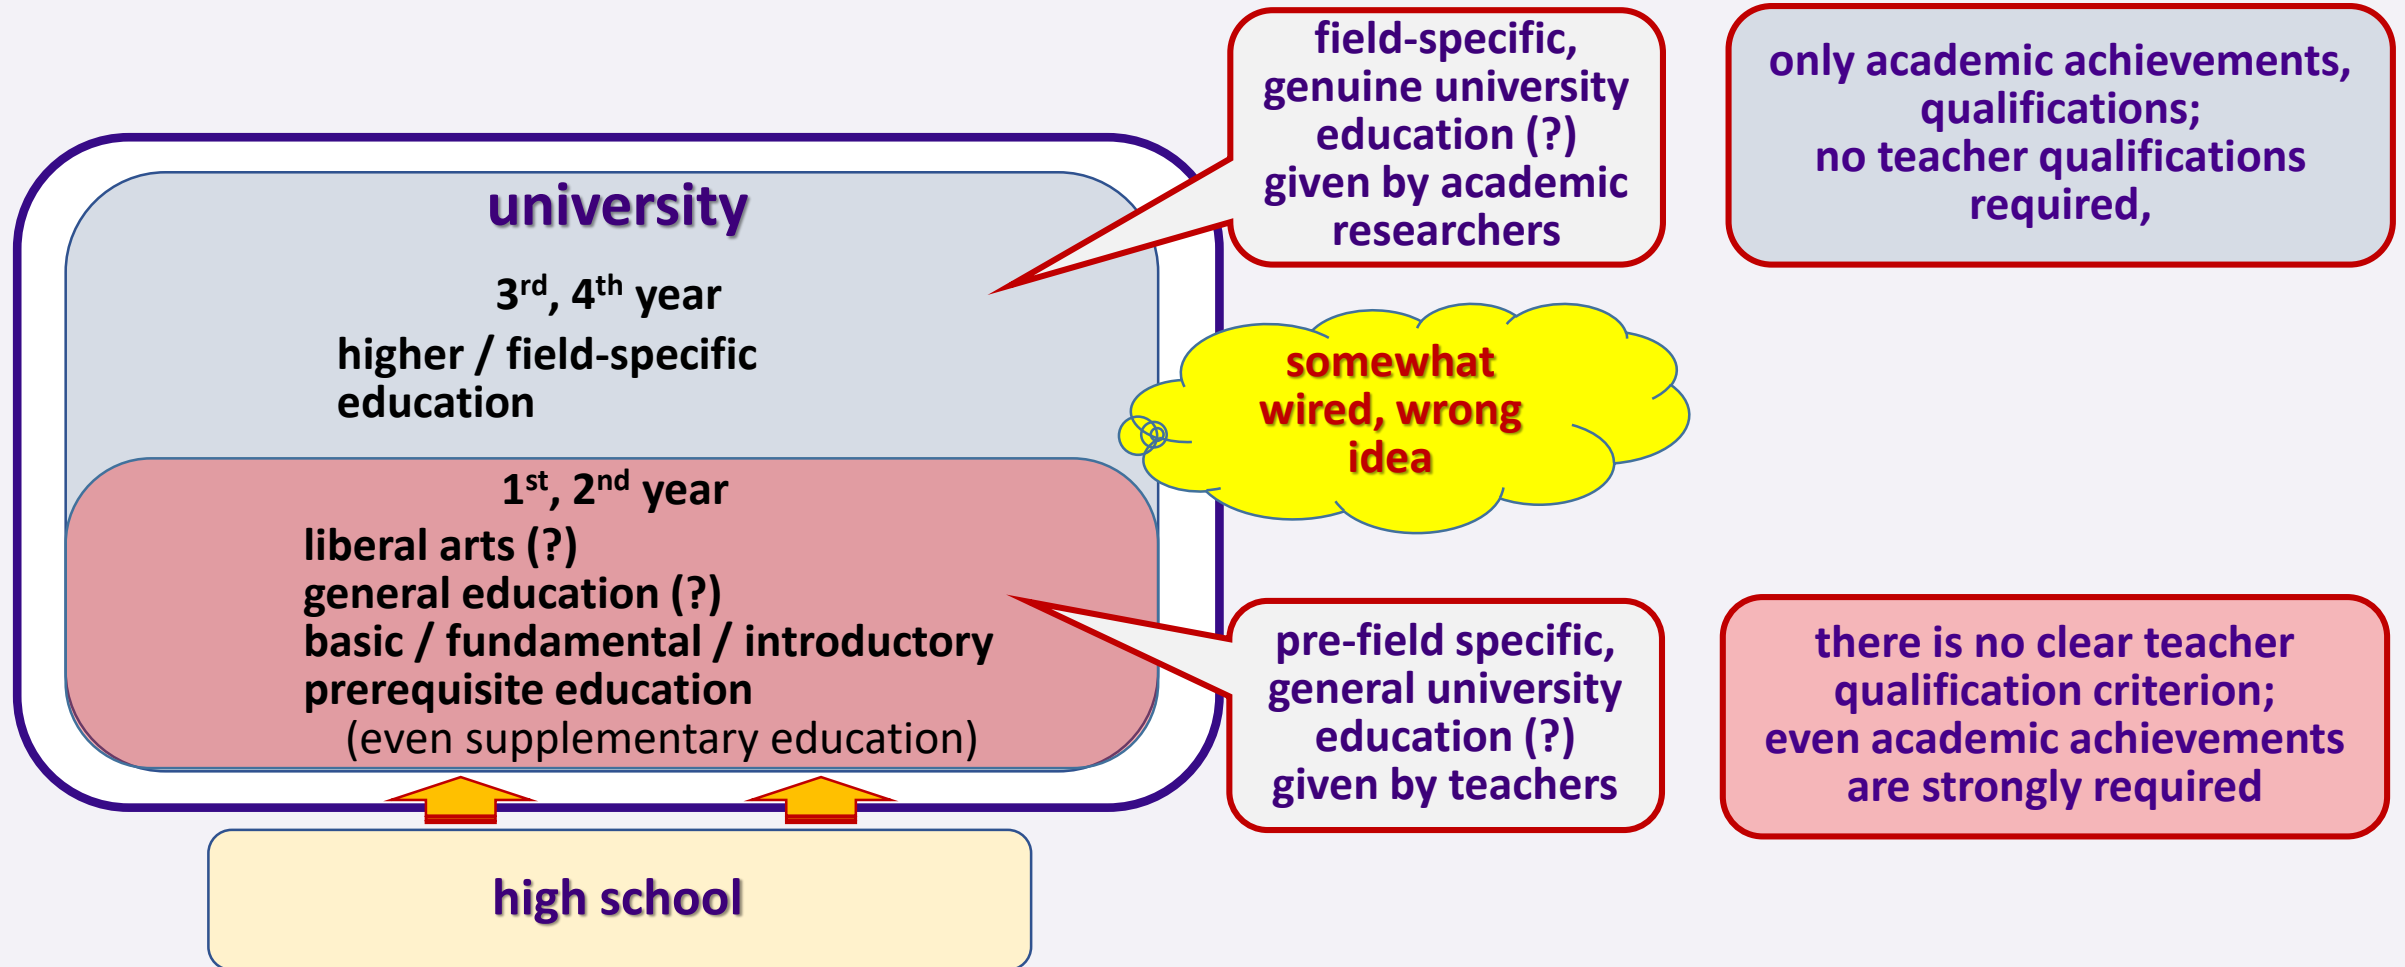 university
3rd, 4th year
higher / field-specific
education
1st, 2nd year
liberal arts (?)
general education (?)
basic / fundamental / introductory
prerequisite education
(even supplementary education)
high school
field-specific,
genuine university
education (?)
given by academic
researchers
only academic achievements,
qualifications;
no teacher qualifications
required,
somewhat
wired, wrong
idea
pre-field specific,
general university
education (?)
given by teachers
there is no clear teacher
qualification criterion;
even academic achievements
are strongly required